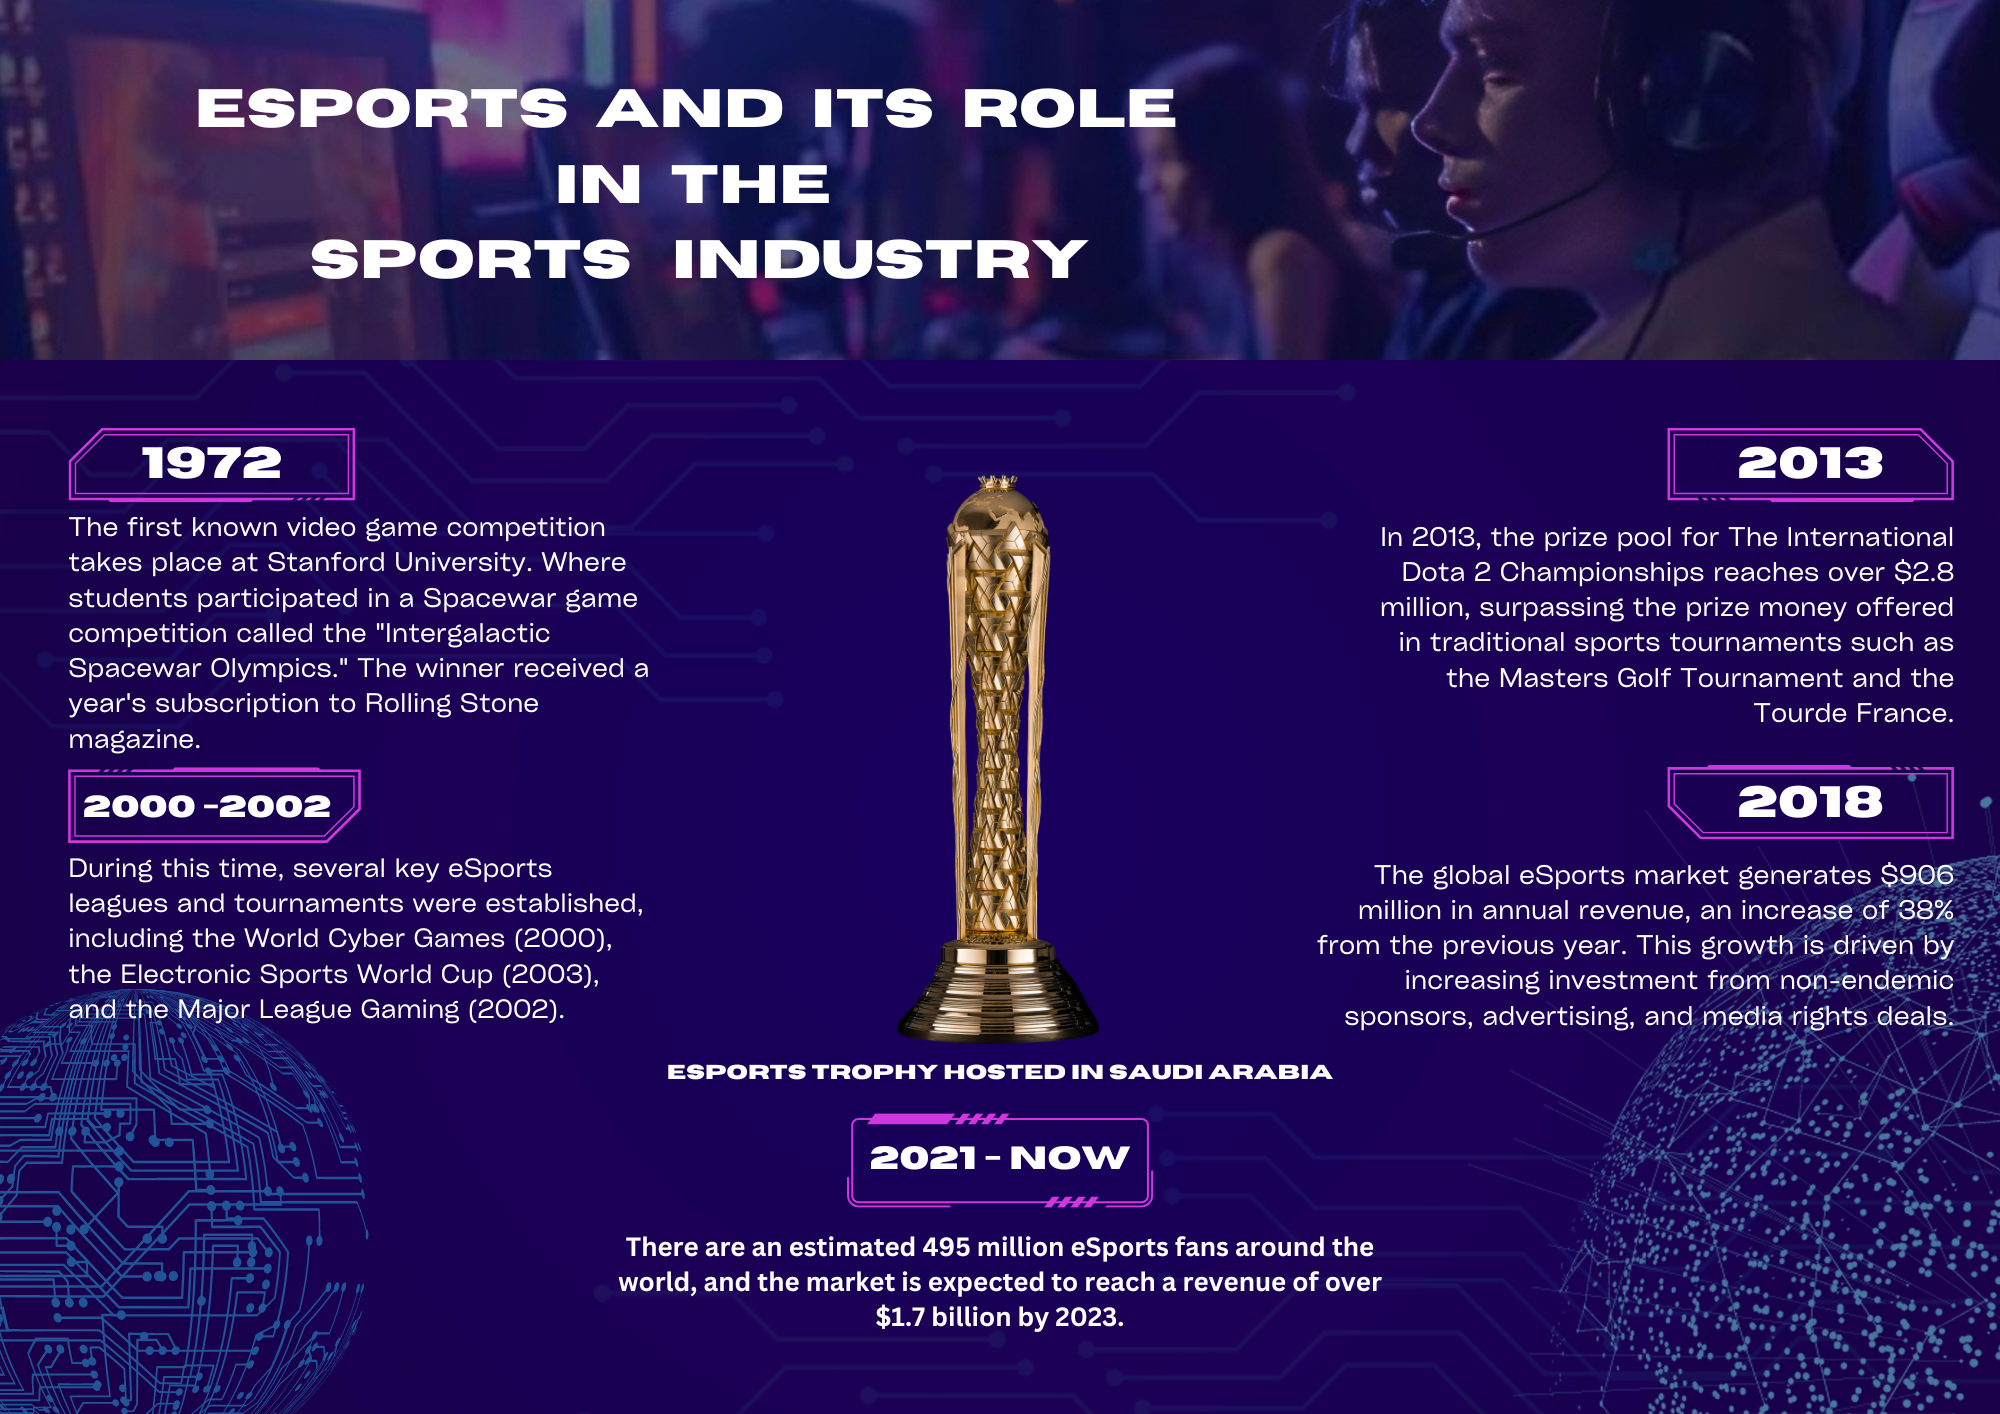 ESPORTS AND ITS ROLE
IN THE
SPORTS INDUSTRY
1972
The first known video game competition
takes place at Stanford University. Where
students participated in a Spacewar game
competition called the "Intergalactic
Spacewar Olympics." The winner received a
year's subscription to Rolling Stone
magazine.
2000 -2002
During this time, several key eSports
leagues and tournaments were established,
including the World Cyber Games (2000),
the Electronic Sports World Cup (2003),
and the Major League Gaming (2002).
2013
In 2013, the prize pool for The International
Dota 2 Championships reaches over $2.8
million, surpassing the prize money offered
in traditional sports tournaments such as
the Masters Golf Tournament and the
Tourde France.
2018
The global eSports market generates $906
million in annual revenue, an increase of 38%
from the previous year. This growth is driven by
increasing investment from non-endemic
sponsors, advertising, and media rights deals.
ESPORTS TROPHY HOSTED IN SAUDI ARABIA
2021 - NOW
There are an estimated 495 million eSports fans around the
world, and the market is expected to reach a revenue of over
$1.7 billion by 2023.